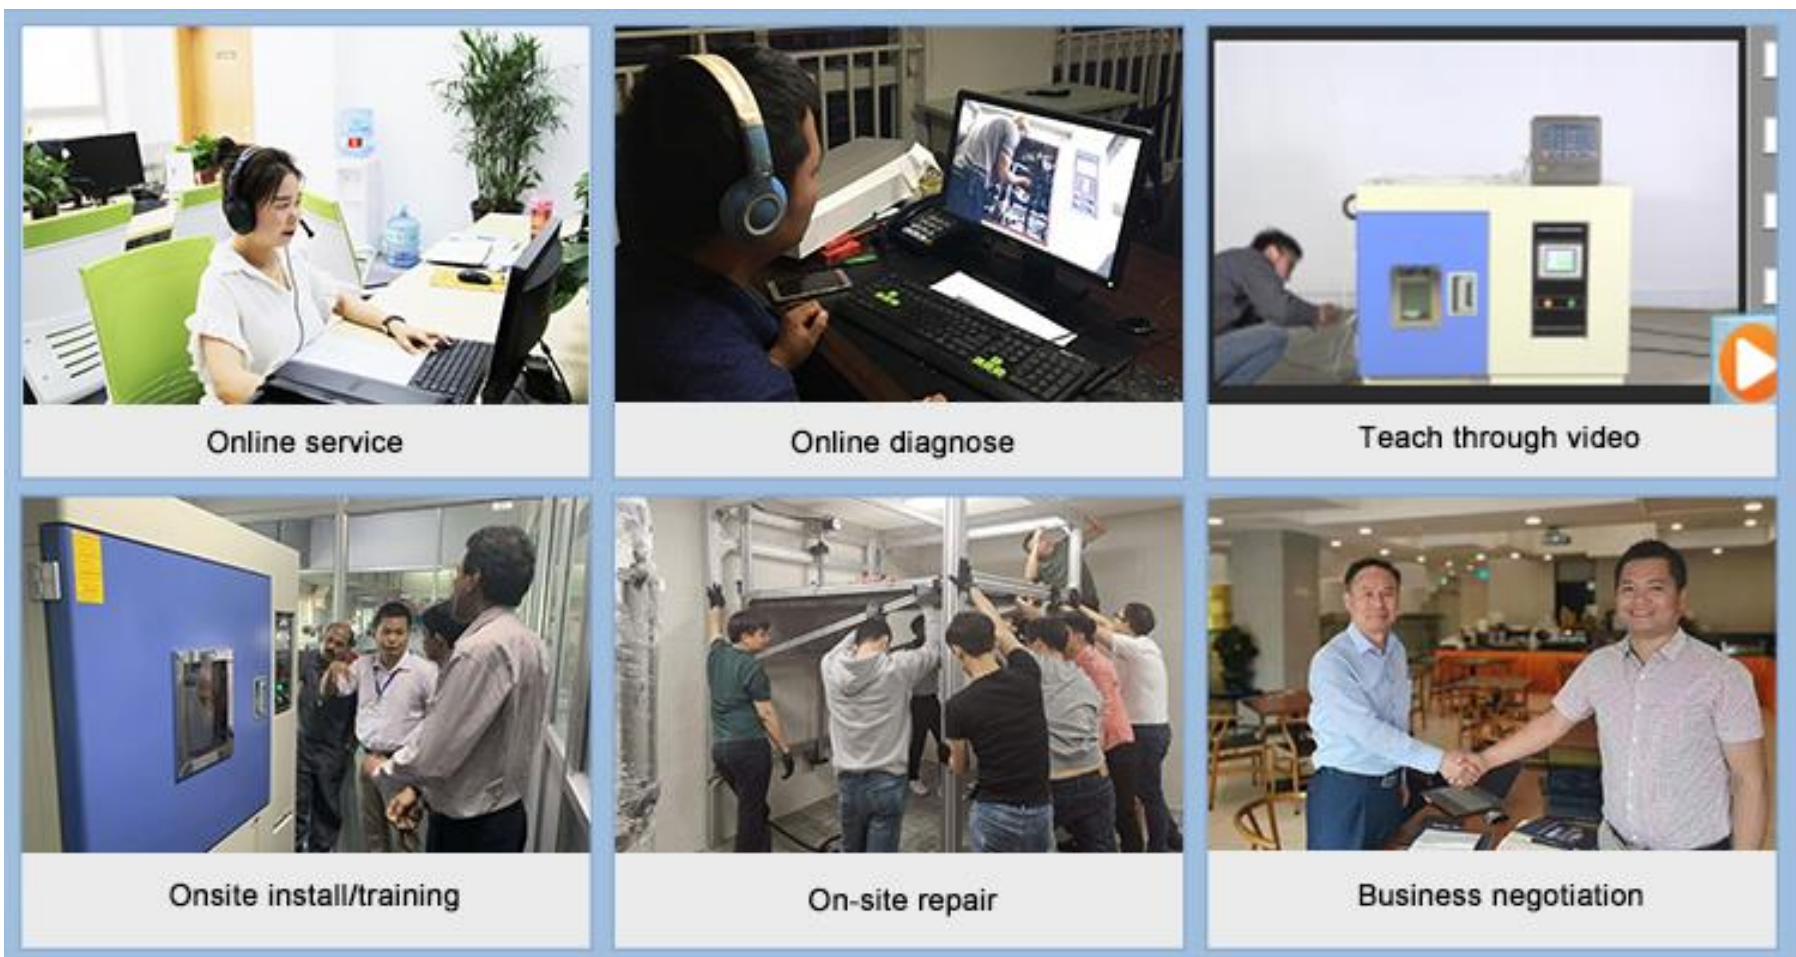 Online service
Online diagnose
Teach through video
Onsite install/training
On-site repair
Business negotiation